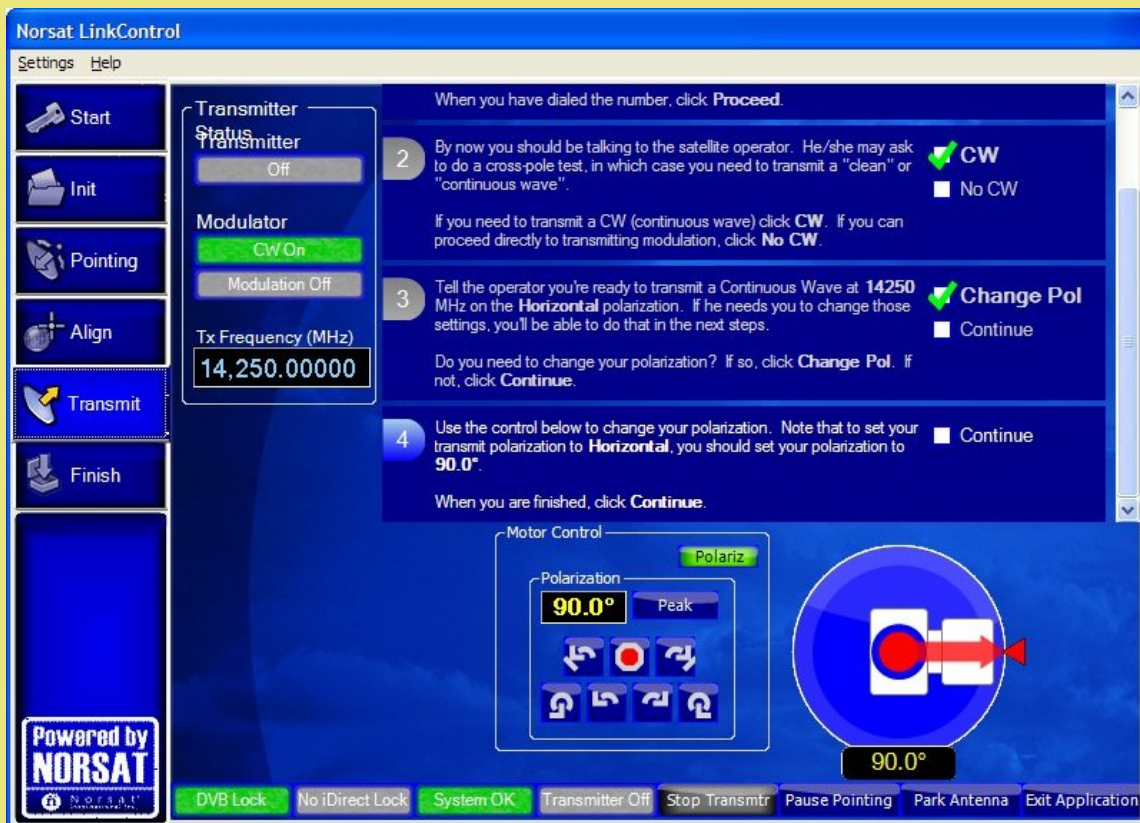 Norsat LinkControl
Settings Help
Start
Init
Pointing
Align
Transmit
Finish
Powered by
NORSAT
Norsat
Transmitter
Status
Transmitter
Off
Modulator
CW On
Modulation Off
Tx Frequency (MHz)
14,250.00000
When you have dialed the number, click Proceed.
2
By now you should be talking to the satellite operator. He/she may ask
to do a cross-pole test, in which case you need to transmit a "clean" or
"continuous wave".
If you need to transmit a CW (continuous wave) click CW. If you can
proceed directly to transmitting modulation, click No CW.
CW
No CW
3
Tell the operator you're ready to transmit a Continuous Wave at 14250
MHz on the Horizontal polarization. If he needs you to change those
settings, you'll be able to do that in the next steps.
Do you need to change your polarization? If so, click Change Pol. If
not, click Continue.
Change Pol
Continue
4
Use the control below to change your polarization. Note that to set your
transmit polarization to Horizontal, you should set your polarization to
90.0°.
When you are finished, click Continue.
Continue
Motor Control
Polariz
Polarization
90.0°
Peak
90.0°
DVB Lock
No iDirect Lock
System OK
Transmitter Off
Stop Transmtr
Pause Pointing
Park Antenna
Exit Application